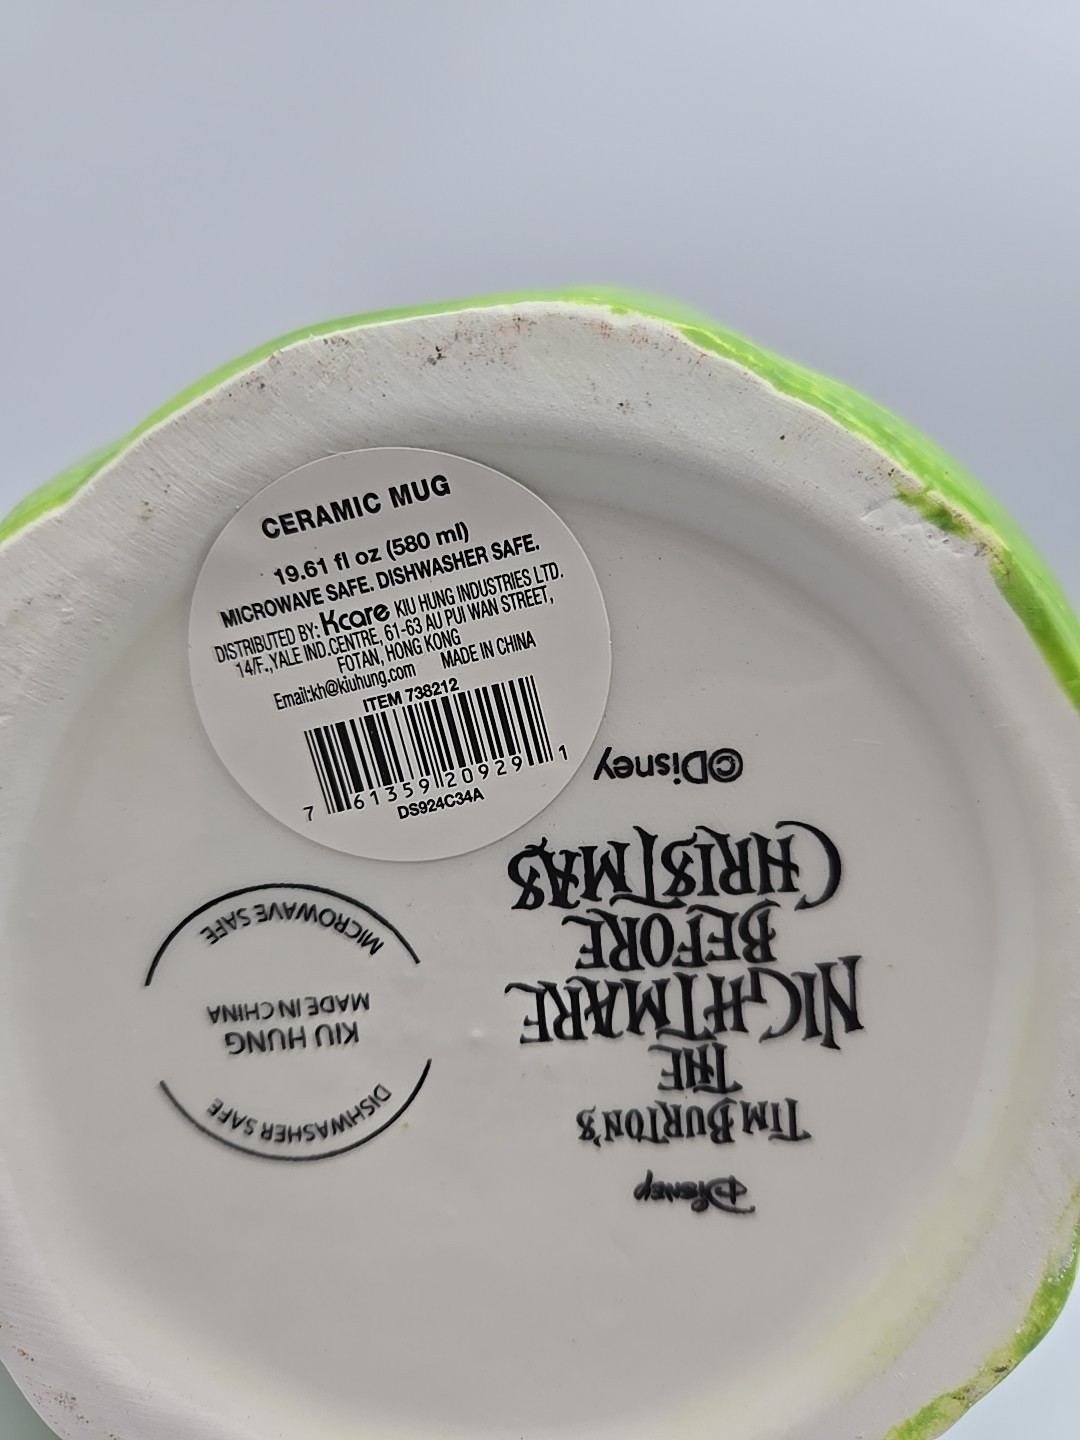 CERAMIC MUG
19.61 fl oz (580 ml)
MICROWAVE SAFE. DISHWASHER SAFE.
DISTRIBUTED BY: Kcare KIU HUNG INDUSTRIES LTD.
14/F.,YALE IND.CENTRE, 61-63 AU PUI WAN STREET,
FOTAN, HONG KONG
Email:kh@kiuhung.com MADE IN CHINA
ITEM 738212
7 61359 20929 1
DS924C34A
Disney
TIM BURTON'S
THE
NIGHTMARE
BEFORE
CHRISTMAS
©Disney
DISHWASHER SAFE
KIU HUNG
MADE IN CHINA
MICROWAVE SAFE